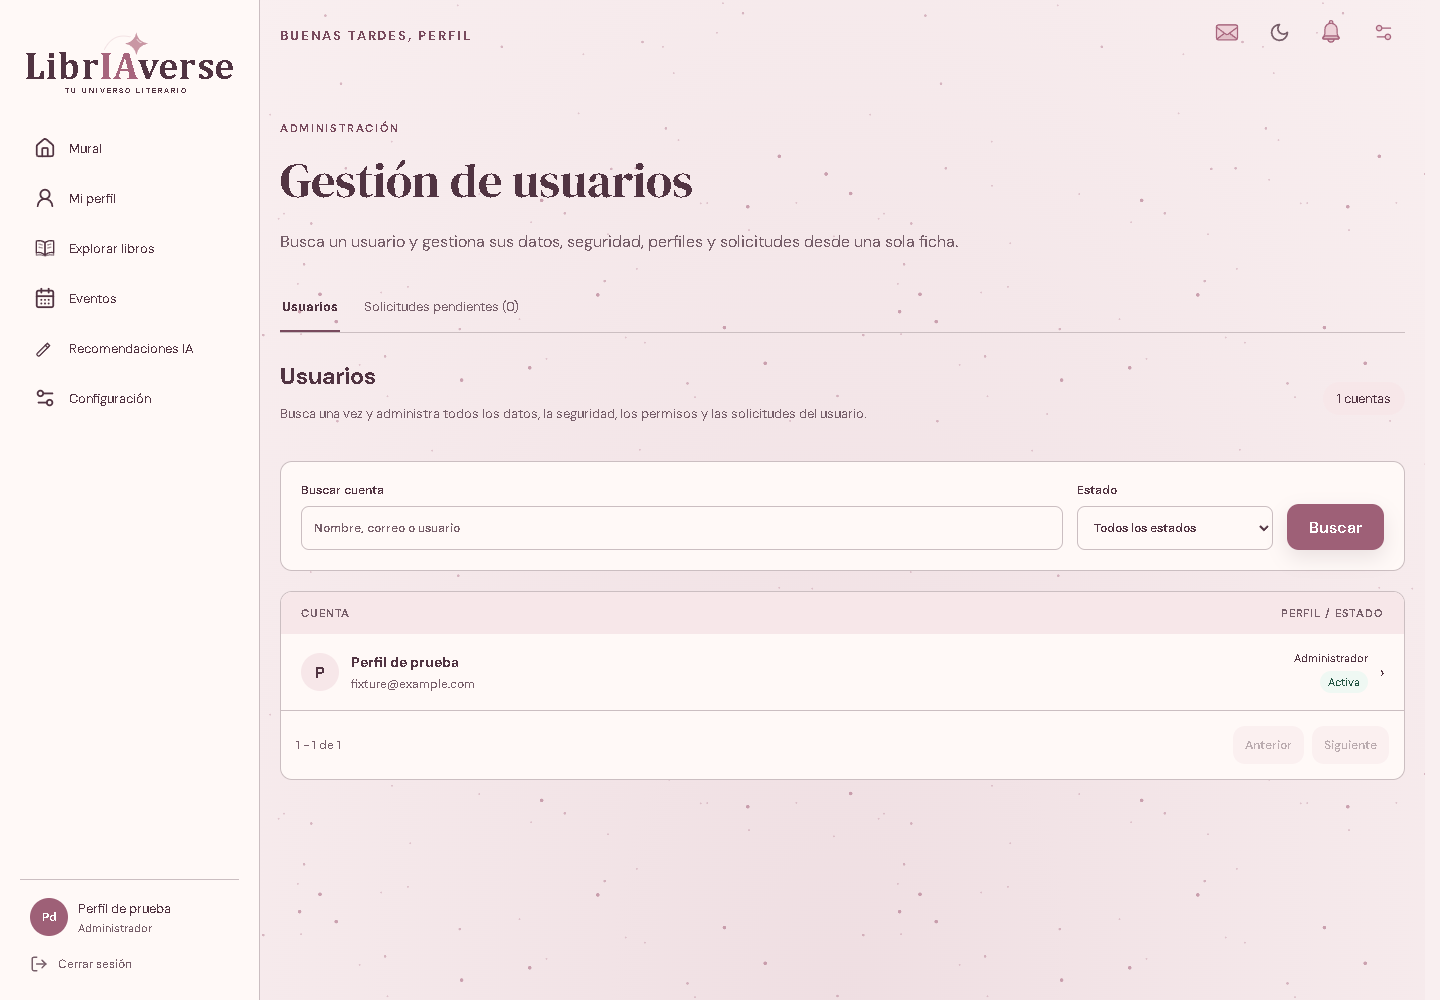 LibrIAverse
TU UNIVERSO LITERARIO
Mural
Mi perfil
Explorar libros
Eventos
Recomendaciones IA
Configuración
Perfil de prueba
Administrador
Cerrar sesión
BUENAS TARDES, PERFIL
ADMINISTRACIÓN
Gestión de usuarios
Busca un usuario y gestiona sus datos, seguridad, perfiles y solicitudes desde una sola ficha.
Usuarios
Solicitudes pendientes (0)
Usuarios
Busca una vez y administra todos los datos, la seguridad, los permisos y las solicitudes del usuario.
1 cuentas
Buscar cuenta
Nombre, correo o usuario
Estado
Todos los estados
Buscar
CUENTA
PERFIL / ESTADO
P
Perfil de prueba
fixture@example.com
Administrador
Activa
1–1 de 1
Anterior
Siguiente
Pd